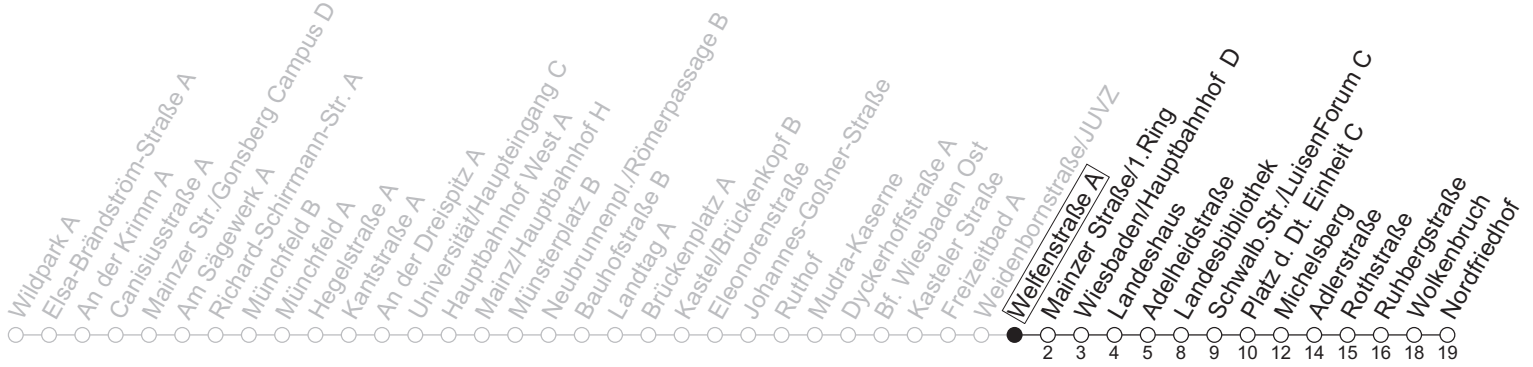 Wildpark A
Elsa-Brändström-Straße A
An der Krimm A
Canisiusstraße A
Mainzer Str./Gonsberg Campus D
Am Sägewerk A
Richard-Schirrmann-Str. A
Münchfeld B
Münchfeld A
Hegelstraße A
Kantstraße A
An der Dreispitz A
Universität/Haupteingang C
Hauptbahnhof West A
Mainz/Hauptbahnhof H
Münsterplatz B
Neubrunnenpl./Römerpassage B
Bauhofstraße B
Landtag A
Brückenplatz A
Kastel/Brückenkopf B
Eleonorenstraße
Johannes-Goßner-Straße
Ruthof
Mudra-Kaserne
Dyckerhoffstraße A
Bf. Wiesbaden Ost
Kasteler Straße
Freizeitbad A
Weidenbornstraße/JUVZ
Welfenstraße A
Mainzer Straße/1.Ring
Wiesbaden/Hauptbahnhof D
Landeshaus
Adelheidstraße
Landesbibliothek
Schwalb. Str./LuisenForum C
Platz d. Dt. Einheit C
Michelsberg
Adlerstraße
Rothstraße
Ruhbergstraße
Wolkenbruch
Nordfriedhof
2 3 4 5 8 9 10 12 14 15 16 18 19